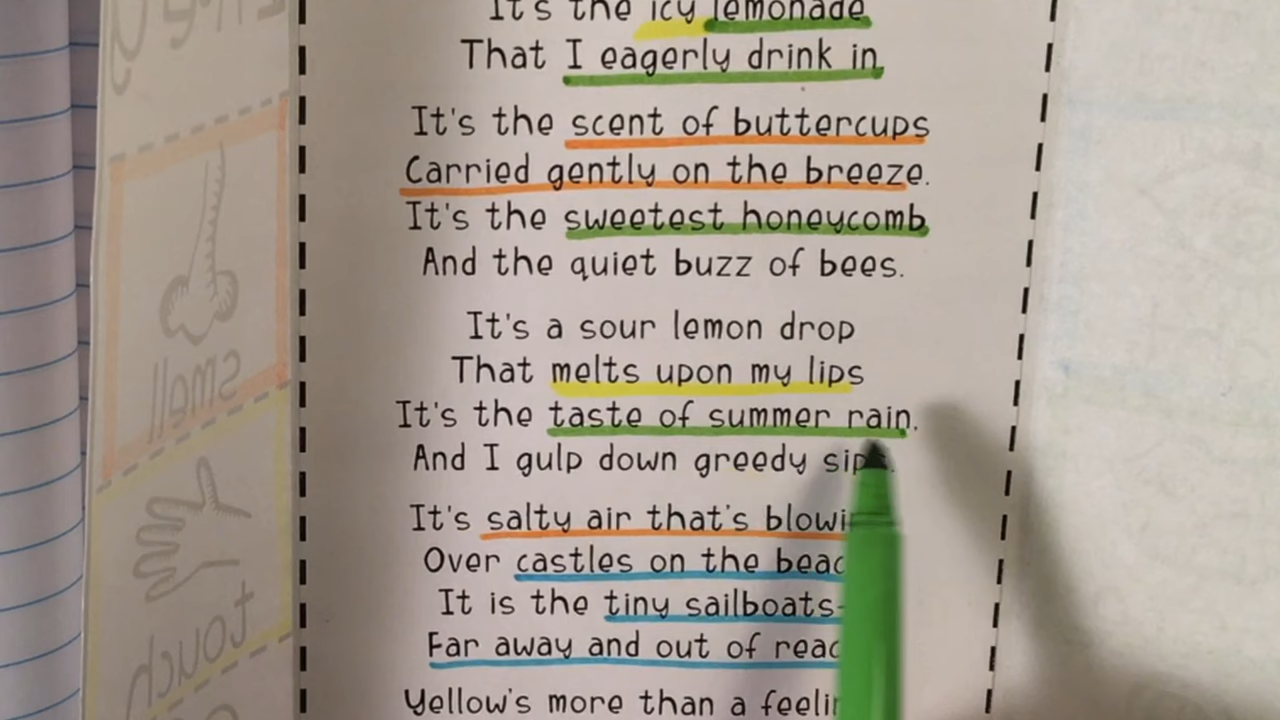 It's the icy lemonade
That I eagerly drink in
It's the scent of buttercups
Carried gently on the breeze.
It's the sweetest honeycomb
And the quiet buzz of bees.
It's a sour lemon drop
That melts upon my lips
It's the taste of summer rain.
And I gulp down greedy
It's salty air that's
Over castles on the
It is the tiny sailboats-
Far away and out of
Yellow's more than a
smell
touch